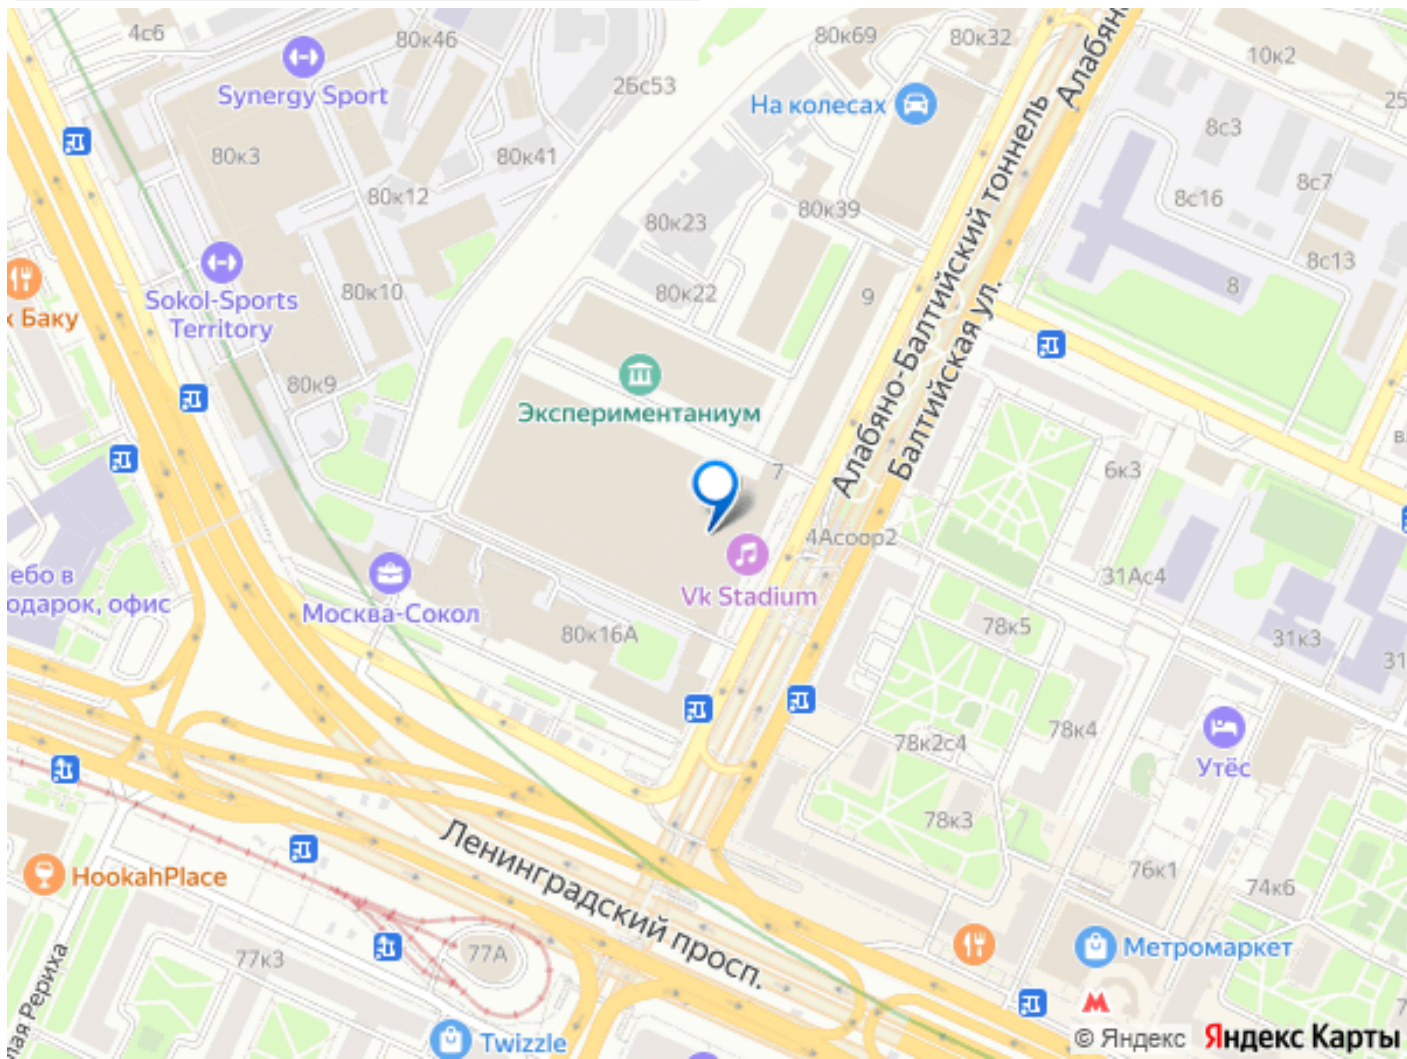 4с6
80к46
80к69
80к32
10к2
Synergy Sport
2Бс53
На колесах
25
8с3
80к3
80к41
80к12
8с7
8с16
80к39
80к23
8с13
Sokol-Sports
Territory
80к10
80к22
9
8
к Баку
Алабяно-Балтийский тоннель
Балтийская ул.
80к9
Экспериментаниум
7
6к3
4Асоор2
Vk Stadium
31Ас4
ебо в
одарок, офис
Москва-Сокол
80к16А
78к5
31к3
31
78к2с4
78к4
Утёс
78к3
7
Ленинградский просп.
76к1
74к6
HookahPlace
77к3
77А
Метромаркет
лая Рериха
Twizzle
© Яндекс Яндекс Карты